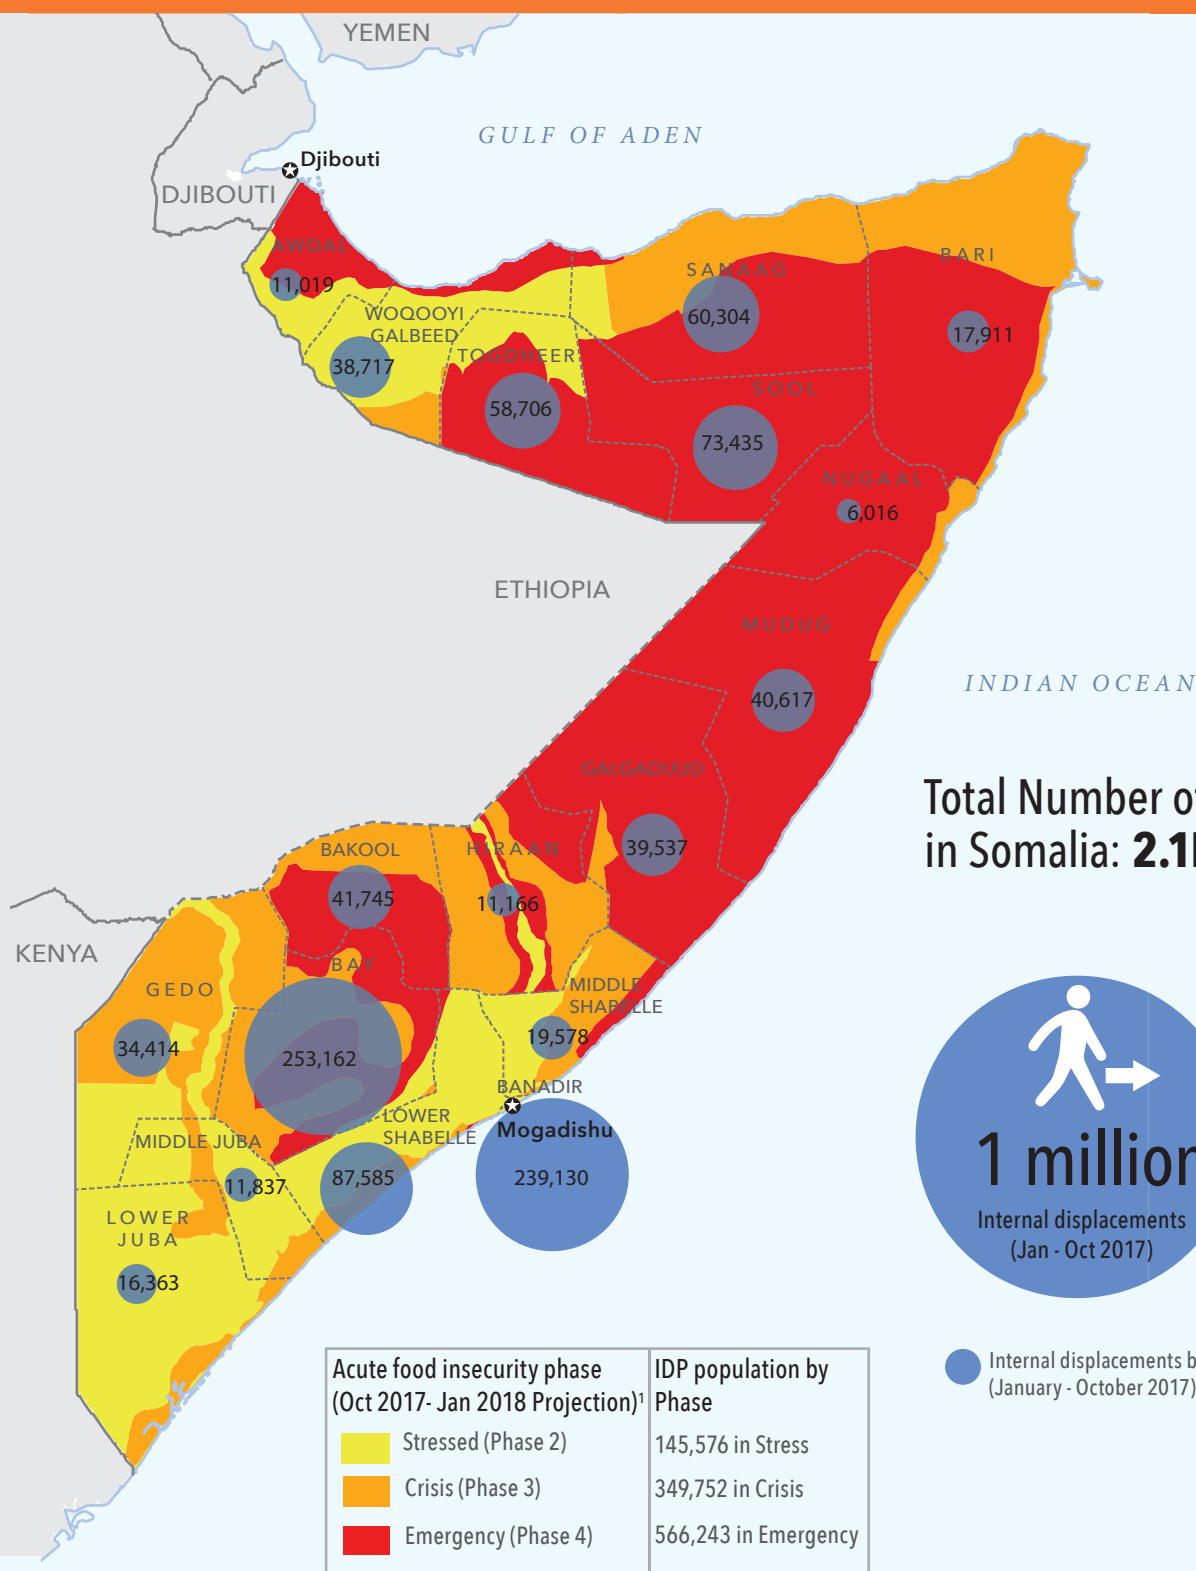 YEMEN
GULF OF ADEN
Djibouti
DJIBOUTI
AWDAL
11,019
SANAAG
60,304
BARI
17,911
WOQOOYI
GALBEED
38,717
TOGDHEER
58,706
SOOL
73,435
NUGAAL
6,016
ETHIOPIA
MUDUG
40,617
INDIAN OCEAN
GALGADUUD
39,537
Total Number of
in Somalia: 2.1
BAKOOL
41,745
HIRAAN
11,166
KENYA
GEDO
34,414
BAY
253,162
MIDDLE
SHABELLE
19,578
BANADIR
Mogadishu
239,130
LOWER
SHABELLE
87,585
MIDDLE JUBA
11,837
LOWER
JUBA
16,363
1 million
Internal displacements
(Jan - Oct 2017)
Internal displacements
(January - October 2017)
Acute food insecurity phase
(Oct 2017- Jan 2018 Projection)¹
IDP population by
Phase
Stressed (Phase 2)
145,576 in Stress
Crisis (Phase 3)
349,752 in Crisis
Emergency (Phase 4)
566,243 in Emergency